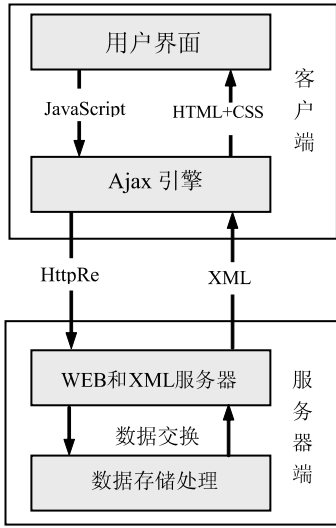 用户界面
JavaScript
HTML+CSS
客户端
Ajax 引擎
HttpRe
XML
WEB和XML服务器
数据交换
服务器端
数据存储处理